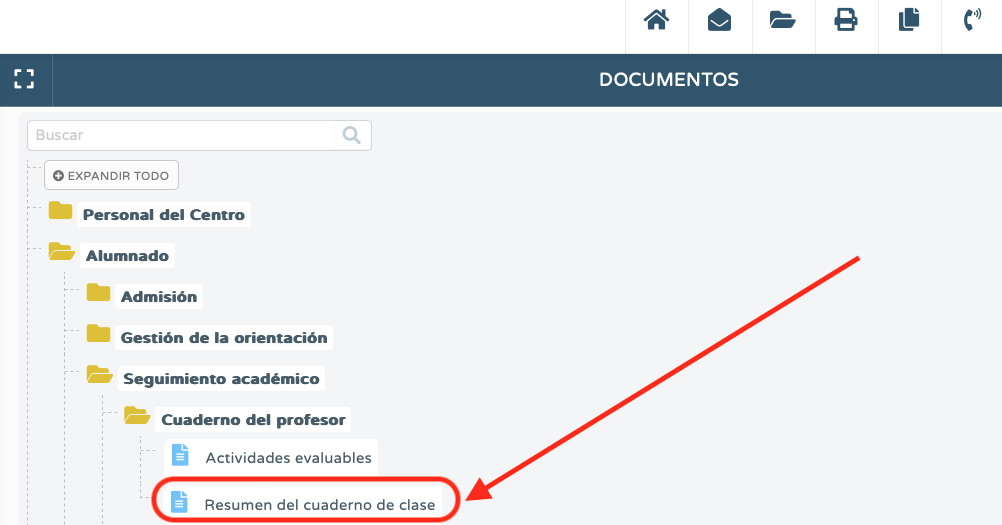 DOCUMENTOS
Buscar
EXPANDIR TODO
Personal del Centro
Alumnado
Admisión
Gestión de la orientación
Seguimiento académico
Cuaderno del profesor
Actividades evaluables
Resumen del cuaderno de clase